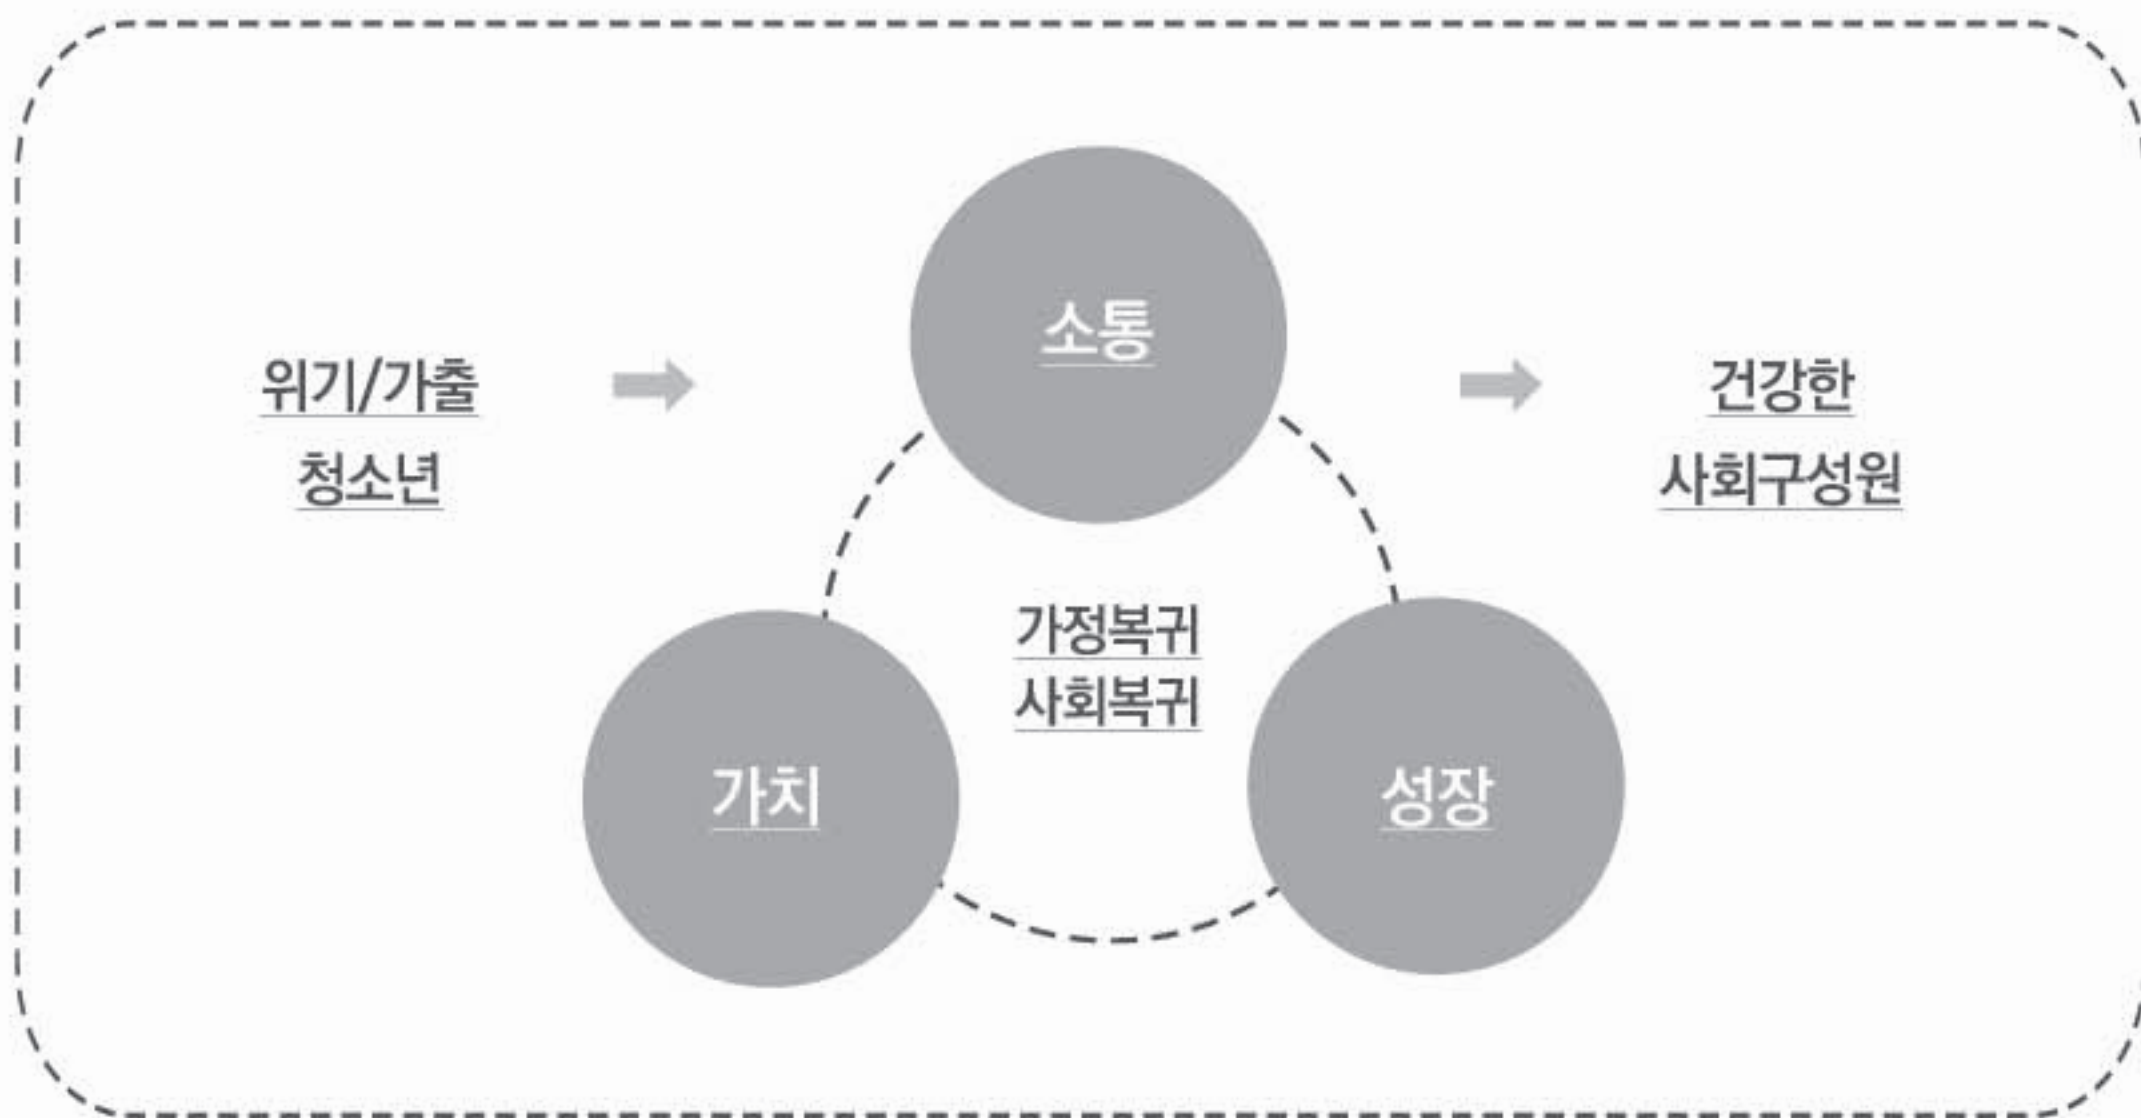 소통
위기/가출
청소년
건강한
사회구성원
가정복귀
사회복귀
가치
성장